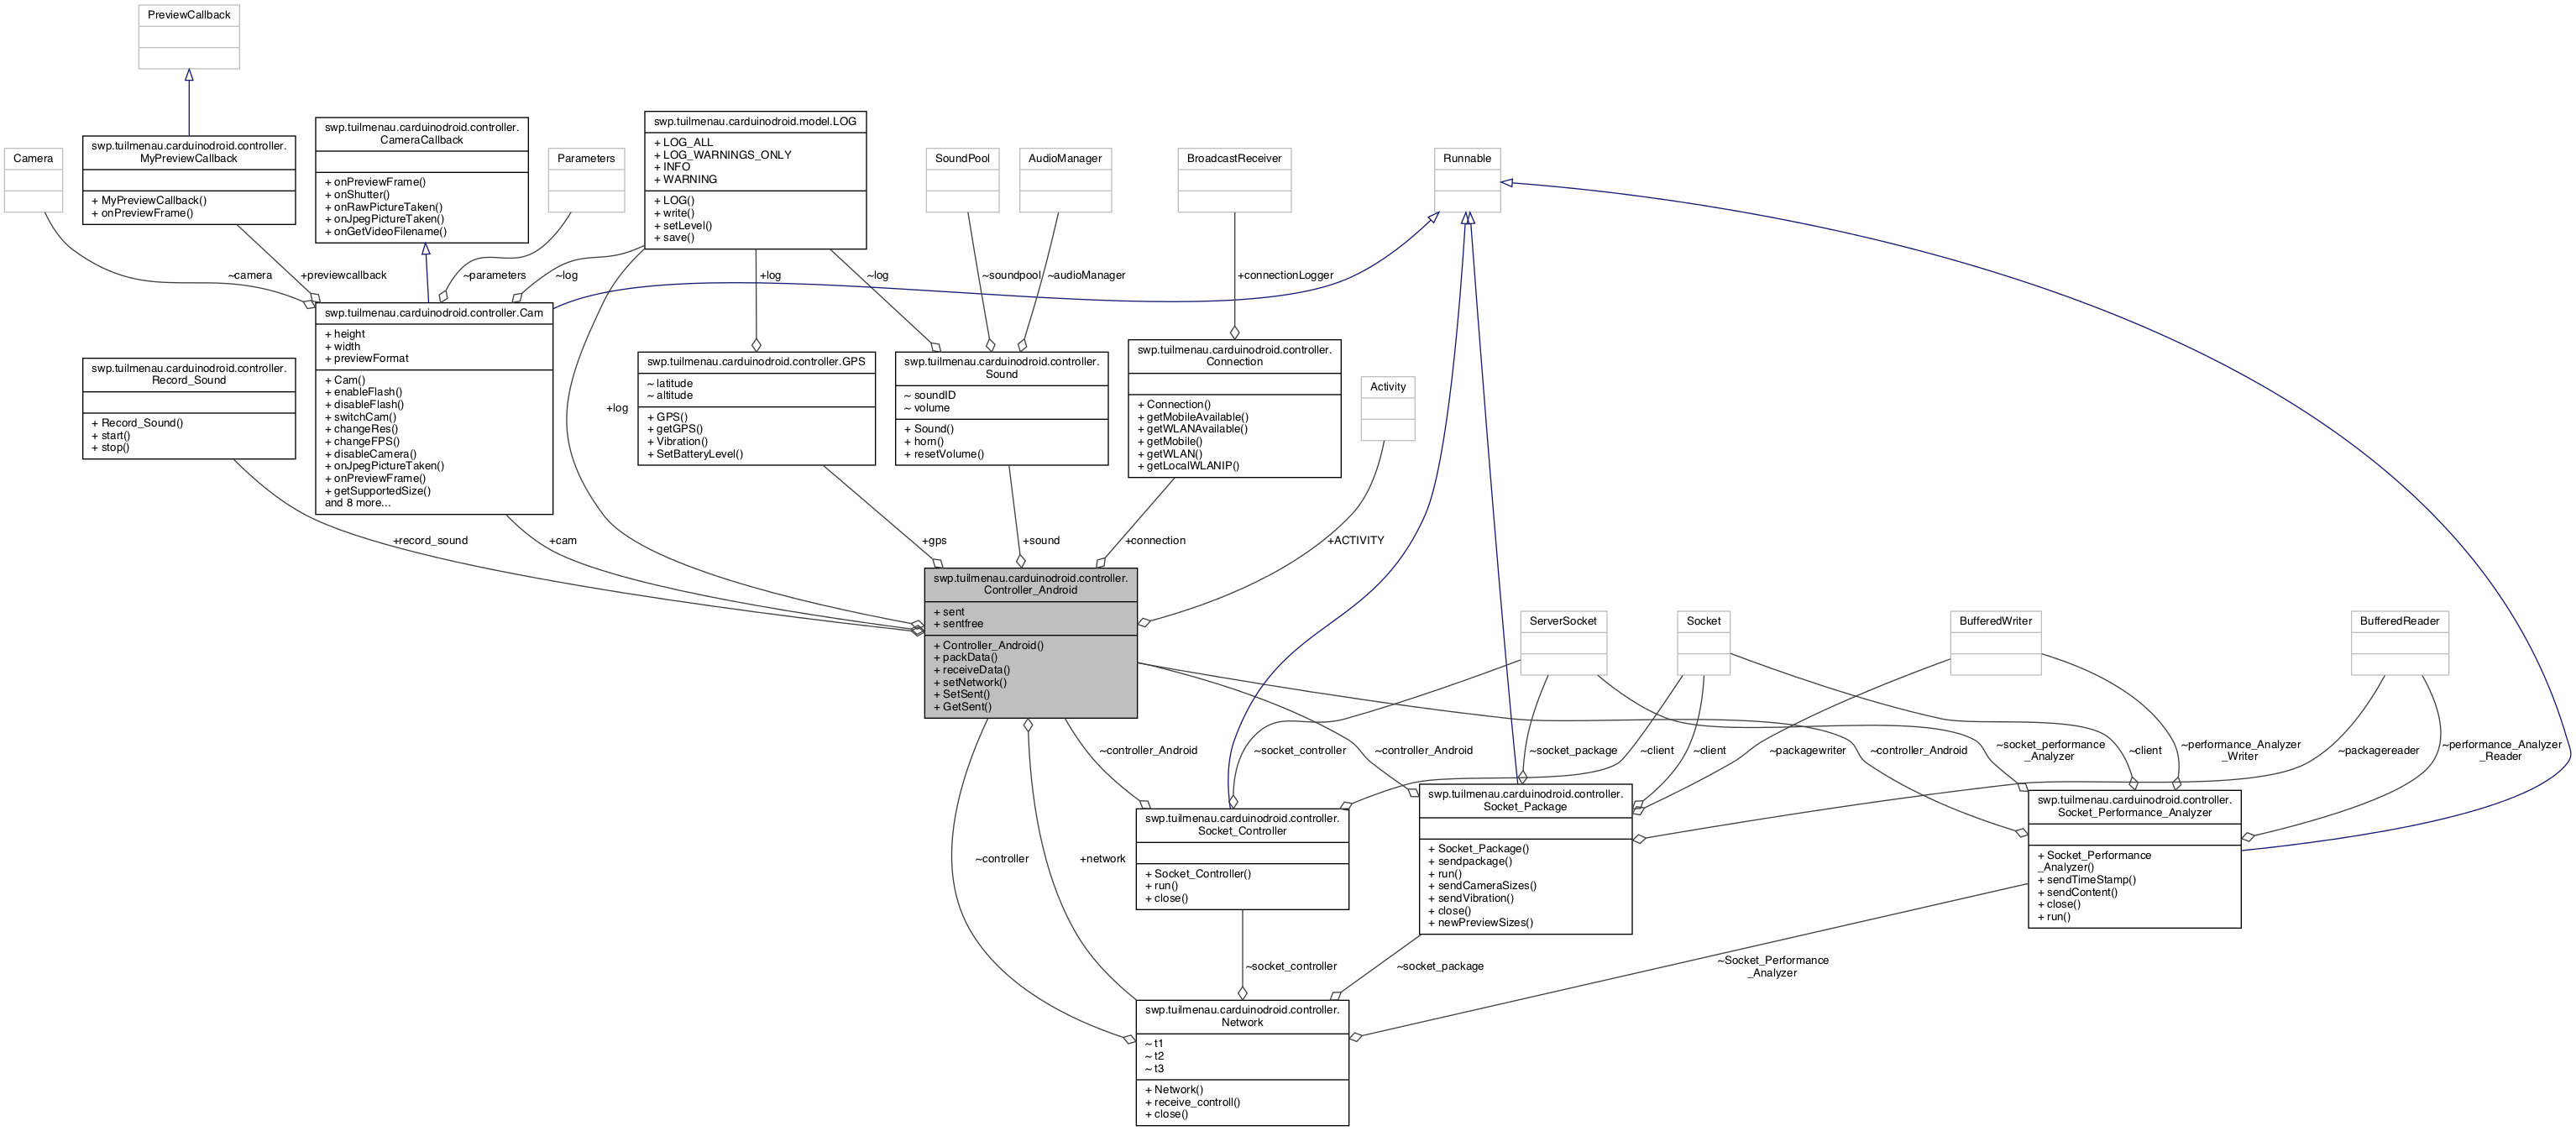 PreviewCallback
swp.tuilmenau.carduinodroid.model.LOG
+ LOG_ALL
+ LOG_WARNINGS_ONLY
+ INFO
+ WARNING
+ LOG()
+ write()
+ setLevel()
+ save()
swp.tuilmenau.carduinodroid.controller.
CameraCallback
+ onPreviewFrame()
+ onShutter()
+ onRawPictureTaken()
+ onJpegPictureTaken()
+ onGetVideoFilename()
swp.tuilmenau.carduinodroid.controller.
MyPreviewCallback
+ MyPreviewCallback()
+ onPreviewFrame()
Camera
Parameters
SoundPool
AudioManager
BroadcastReceiver
Runnable
~camera
+previewcallback
~parameters
~log
+log
~log
~soundpool
~audioManager
+connectionLogger
swp.tuilmenau.carduinodroid.controller.Cam
+ height
+ width
+ previewFormat
+ Cam()
+ enableFlash()
+ disableFlash()
+ switchCam()
+ changeRes()
+ changeFPS()
+ disableCamera()
+ onJpegPictureTaken()
+ onPreviewFrame()
+ getSupportedSize()
and 8 more...
swp.tuilmenau.carduinodroid.controller.
Record_Sound
+ Record_Sound()
+ start()
+ stop()
+log
swp.tuilmenau.carduinodroid.controller.GPS
~ latitude
~ altitude
+ GPS()
+ getGPS()
+ Vibration()
+ SetBatteryLevel()
swp.tuilmenau.carduinodroid.controller.
Sound
~ soundID
~ volume
+ Sound()
+ horn()
+ resetVolume()
swp.tuilmenau.carduinodroid.controller.
Connection
+ Connection()
+ getMobileAvailable()
+ getWLANAvailable()
+ getMobile()
+ getWLAN()
+ getLocalWLANIP()
Activity
+record_sound
+cam
+gps
+sound
+connection
+ACTIVITY
swp.tuilmenau.carduinodroid.controller.
Controller_Android
+ sent
+ sentfree
+ Controller_Android()
+ packData()
+ receiveData()
+ setNetwork()
+ SetSent()
+ GetSent()
ServerSocket
Socket
BufferedWriter
BufferedReader
~controller_Android
~socket_controller
~controller_Android
~socket_package
~client
~client
~packagewriter
~controller_Android
~socket_performance
_Analyzer
~client
~performance_Analyzer
_Writer
~packagereader
~performance_Analyzer
_Reader
~controller
+network
swp.tuilmenau.carduinodroid.controller.
Socket_Controller
+ Socket_Controller()
+ run()
+ close()
swp.tuilmenau.carduinodroid.controller.
Socket_Package
+ Socket_Package()
+ sendpackage()
+ run()
+ sendCameraSizes()
+ sendVibration()
+ close()
+ newPreviewSizes()
swp.tuilmenau.carduinodroid.controller.
Socket_Performance_Analyzer
+ Socket_Performance
_Analyzer()
+ sendTimeStamp()
+ sendContent()
+ close()
+ run()
~socket_controller
~socket_package
~Socket_Performance
_Analyzer
swp.tuilmenau.carduinodroid.controller.
Network
~ t1
~ t2
~ t3
+ Network()
+ receive_controll()
+ close()